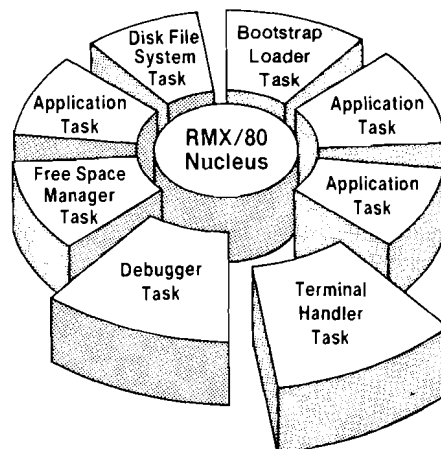 Disk File
System
Task
Bootstrap
Loader
Task
Application
Task
RMX/80
Nucleus
Application
Task
Free Space
Manager
Task
Application
Task
Debugger
Task
Terminal
Handler
Task